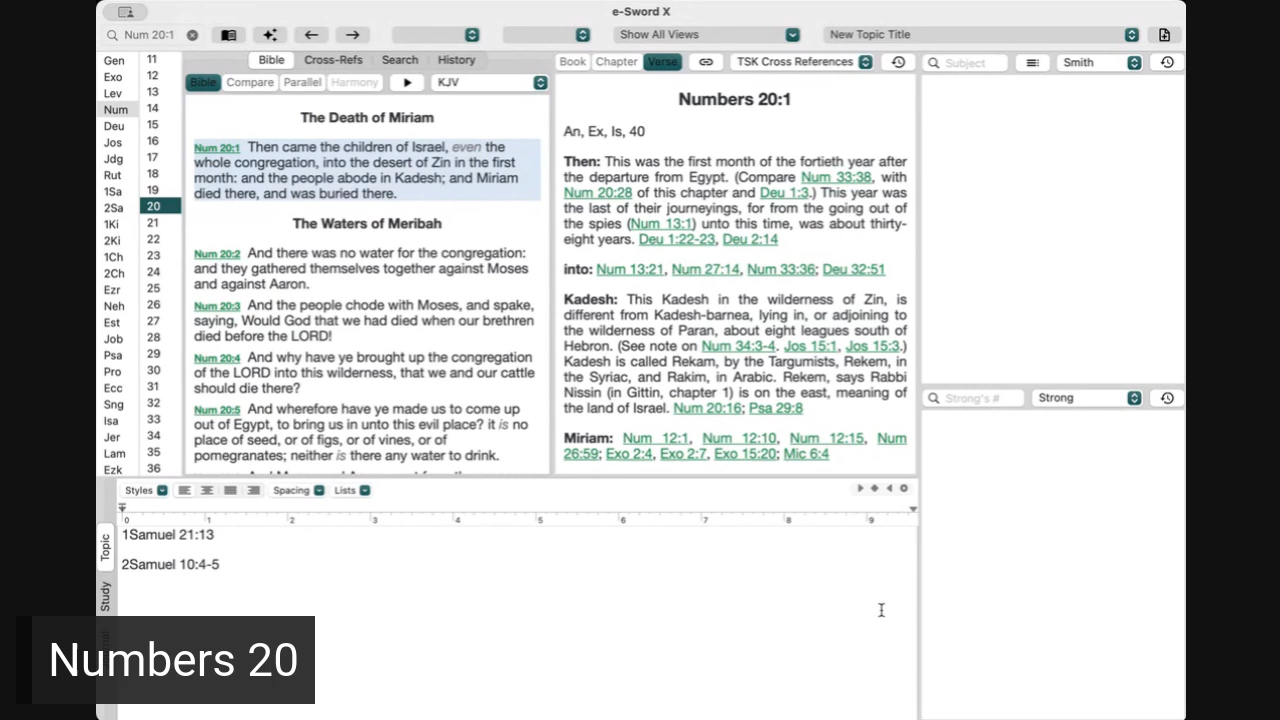 e-Sword X
Num 20:1
Show All Views
New Topic Title
Gen
Exo
Lev
Num
Deu
Jos
Jdg
Rut
1Sa
2Sa
1Ki
2Ki
1Ch
2Ch
Ezr
Neh
Est
Job
Psa
Pro
Ecc
Sng
Isa
Jer
Lam
Ezk
11
12
13
14
15
16
17
18
19
20
21
22
23
24
25
26
27
28
29
30
31
32
33
34
35
36
Bible Cross-Refs Search History
Bible Compare Parallel Harmony KJV
The Death of Miriam
Num 20:1 Then came the children of Israel, even the
whole congregation, into the desert of Zin in the first
month: and the people abode in Kadesh; and Miriam
died there, and was buried there.
The Waters of Meribah
Num 20:2 And there was no water for the congregation:
and they gathered themselves together against Moses
and against Aaron.
Num 20:3 And the people chode with Moses, and spake,
saying, Would God that we had died when our brethren
died before the LORD!
Num 20:4 And why have ye brought up the congregation
of the LORD into this wilderness, that we and our cattle
should die there?
Num 20:5 And wherefore have ye made us to come up
out of Egypt, to bring us in unto this evil place? it is no
place of seed, or of figs, or of vines, or of
pomegranates; neither is there any water to drink.
Book Chapter Verse TSK Cross References
Numbers 20:1
An, Ex, Is, 40
Then: This was the first month of the fortieth year after
the departure from Egypt. (Compare Num 33:38, with
Num 20:28 of this chapter and Deu 1:3.) This year was
the last of their journeyings, for from the going out of
the spies (Num 13:1) unto this time, was about thirty-
eight years. Deu 1:22-23, Deu 2:14
into: Num 13:21, Num 27:14, Num 33:36; Deu 32:51
Kadesh: This Kadesh in the wilderness of Zin, is
different from Kadesh-barnea, lying in, or adjoining to
the wilderness of Paran, about eight leagues south of
Hebron. (See note on Num 34:3-4. Jos 15:1, Jos 15:3.)
Kadesh is called Rekam, by the Targumists, Rekem, in
the Syriac, and Rakim, in Arabic. Rekem, says Rabbi
Nissin (in Gittin, chapter 1) is on the east, meaning of
the land of Israel. Num 20:16; Psa 29:8
Miriam: Num 12:1, Num 12:10, Num 12:15, Num
26:59; Exo 2:4, Exo 2:7, Exo 15:20; Mic 6:4
Subject Smith
Strong's # Strong
Styles Spacing Lists
0 1 2 3 4 5 6 7 8 9
Topic
Study
1Samuel 21:13
2Samuel 10:4-5
Numbers 20